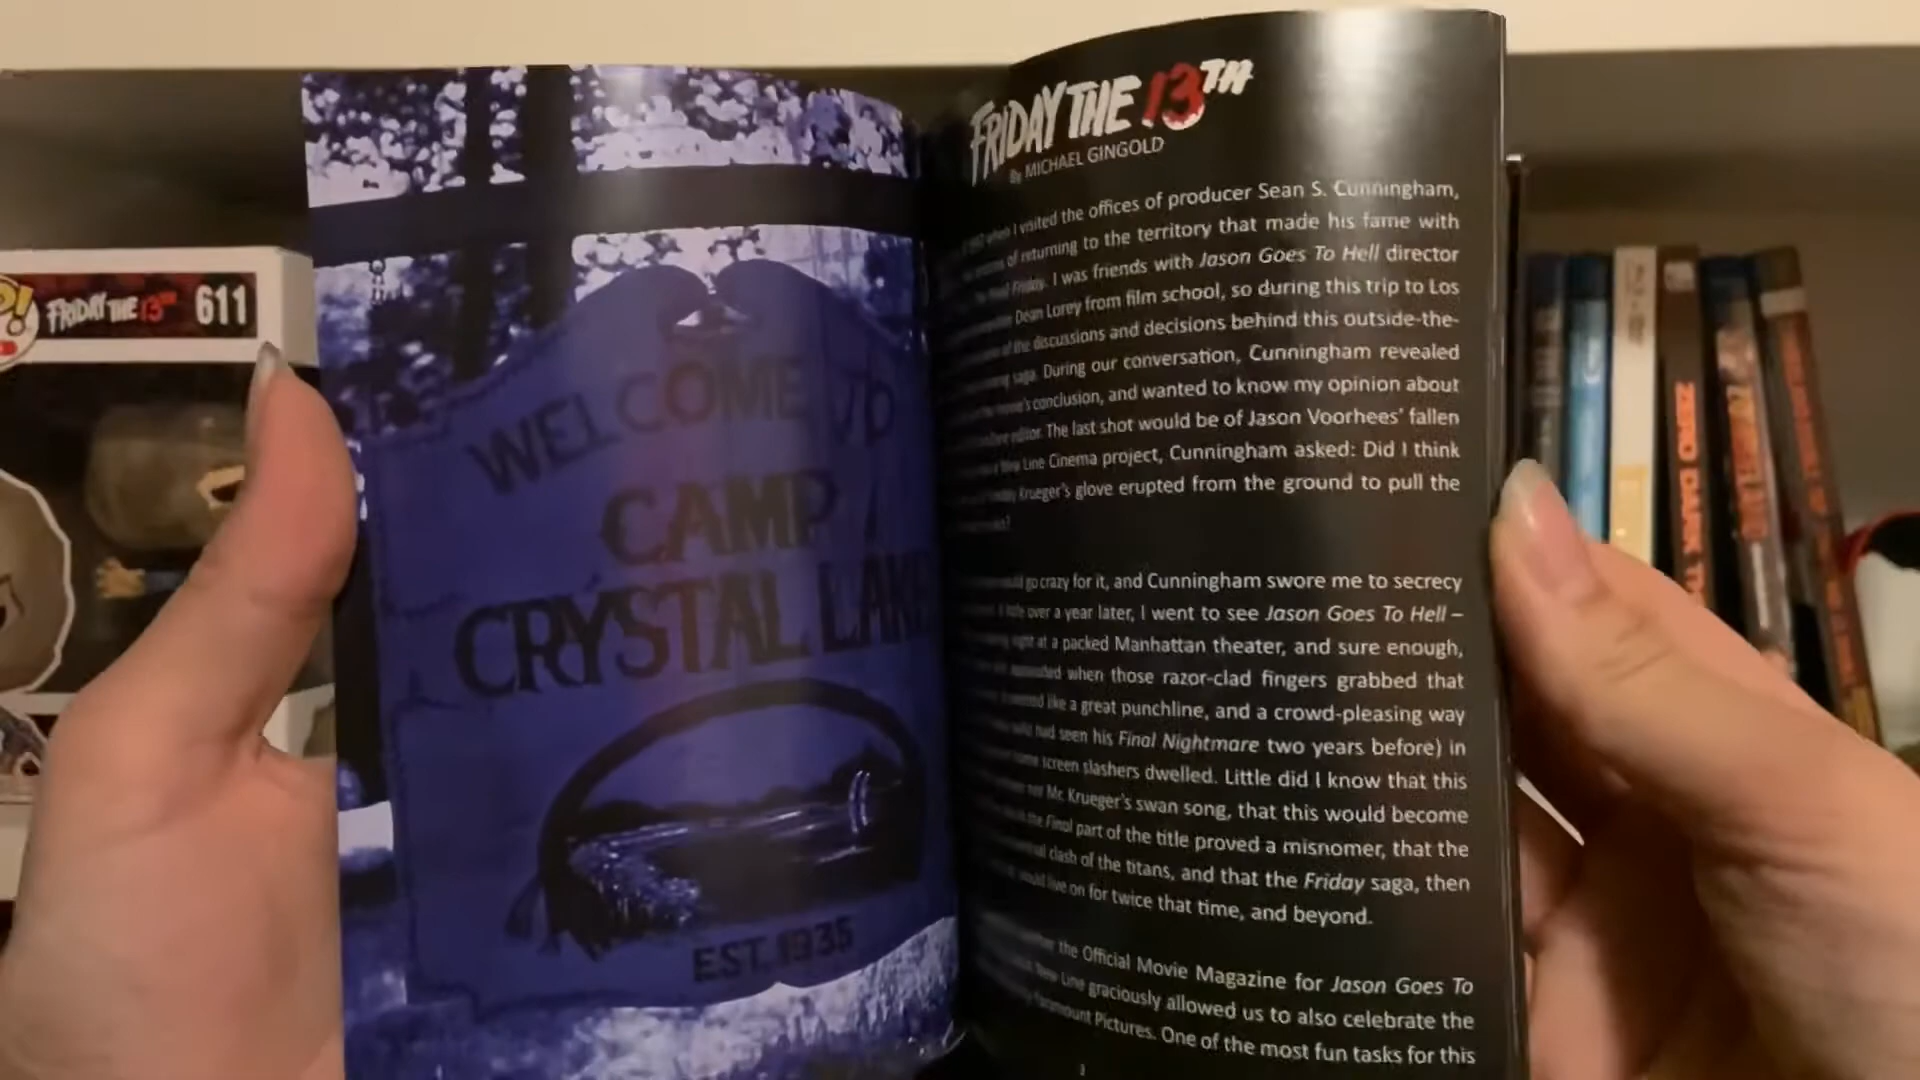 FRIDAY THE 13TH 611
WELCOME TO
CAMP
CRYSTAL LAKE
EST. 1935
FRIDAY THE 13TH
By MICHAEL GINGOLD
when I visited the offices of producer Sean S. Cunningham,
of returning to the territory that made his fame with
Friday. I was friends with Jason Goes To Hell director
Dean Lorey from film school, so during this trip to Los
of the discussions and decisions behind this outside-the-
saga. During our conversation, Cunningham revealed
conclusion, and wanted to know my opinion about
editor. The last shot would be of Jason Voorhees' fallen
New Line Cinema project, Cunningham asked: Did I think
Krueger's glove erupted from the ground to pull the
go crazy for it, and Cunningham swore me to secrecy
over a year later, I went to see Jason Goes To Hell –
night at a packed Manhattan theater, and sure enough,
when those razor-clad fingers grabbed that
like a great punchline, and a crowd-pleasing way
had seen his Final Nightmare two years before) in
screen slashers dwelled. Little did I know that this
nor Mr. Krueger's swan song, that this would become
the Final part of the title proved a misnomer, that the
clash of the titans, and that the Friday saga, then
would live on for twice that time, and beyond.
the Official Movie Magazine for Jason Goes To
New Line graciously allowed us to also celebrate the
Paramount Pictures. One of the most fun tasks for this